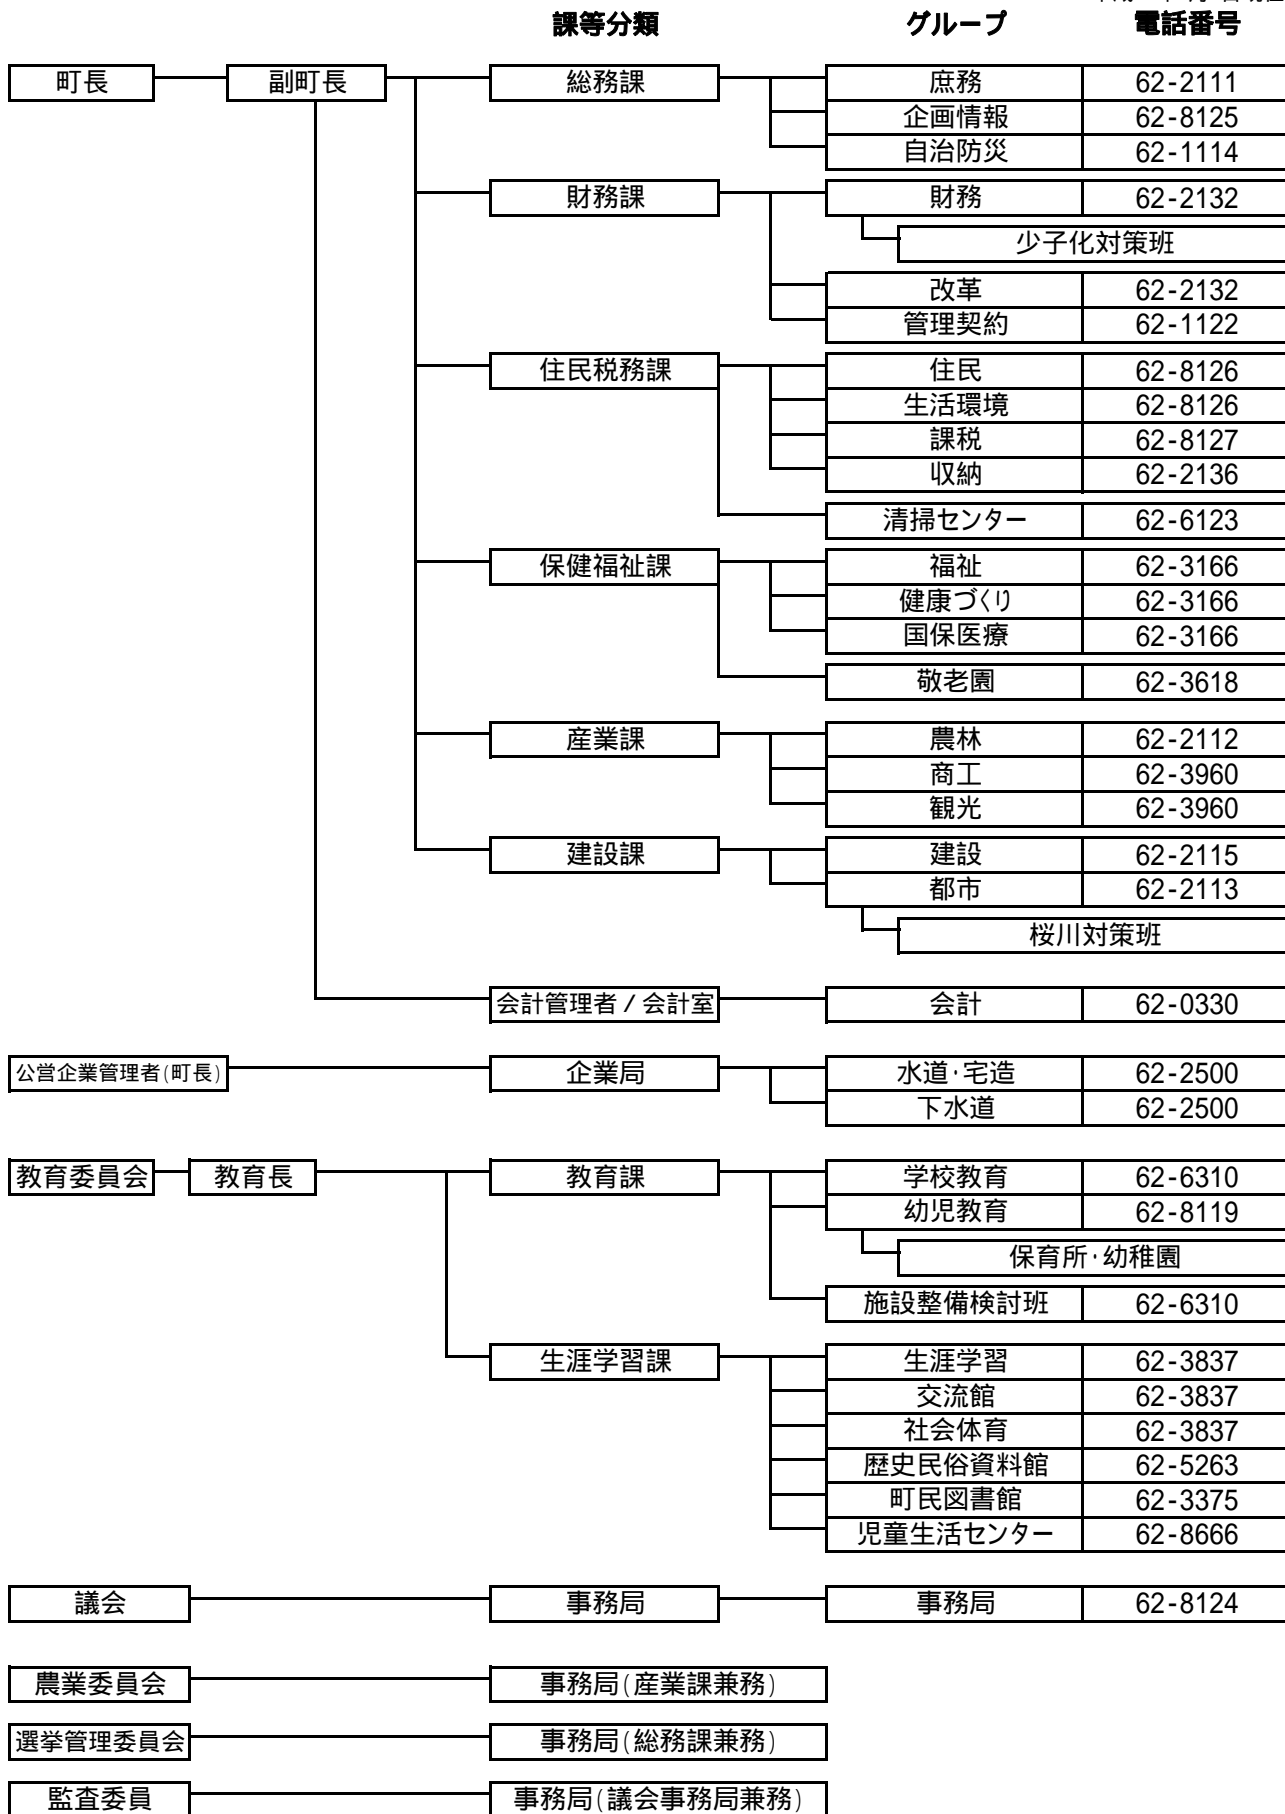 課等分類 グループ 電話番号
町長 副町長 総務課 庶務 62-2111
企画情報 62-8125
自治防災 62-1114
財務課 財務 62-2132
少子化対策班
改革 62-2132
管理契約 62-1122
住民税務課 住民 62-8126
生活環境 62-8126
課税 62-8127
収納 62-2136
清掃センター 62-6123
保健福祉課 福祉 62-3166
健康づくり 62-3166
国保医療 62-3166
敬老園 62-3618
産業課 農林 62-2112
商工 62-3960
観光 62-3960
建設課 建設 62-2115
都市 62-2113
桜川対策班
会計管理者/会計室 会計 62-0330
公営企業管理者(町長) 企業局 水道・宅造 62-2500
下水道 62-2500
教育委員会 教育長 教育課 学校教育 62-6310
幼児教育 62-8119
保育所・幼稚園
施設整備検討班 62-6310
生涯学習課 生涯学習 62-3837
交流館 62-3837
社会体育 62-3837
歴史民俗資料館 62-5263
町民図書館 62-3375
児童生活センター 62-8666
議会 事務局 事務局 62-8124
農業委員会 事務局(産業課兼務)
選挙管理委員会 事務局(総務課兼務)
監査委員 事務局(議会事務局兼務)